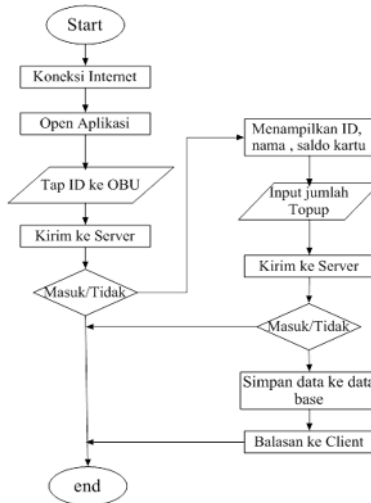 Start
Koneksi Internet
Open Aplikasi
Tap ID ke OBU
Kirim ke Server
Masuk/Tidak
Menampilkan ID,
nama , saldo kartu
Input jumlah
Topup
Kirim ke Server
Masuk/Tidak
Simpan data ke data
base
Balasan ke Client
end